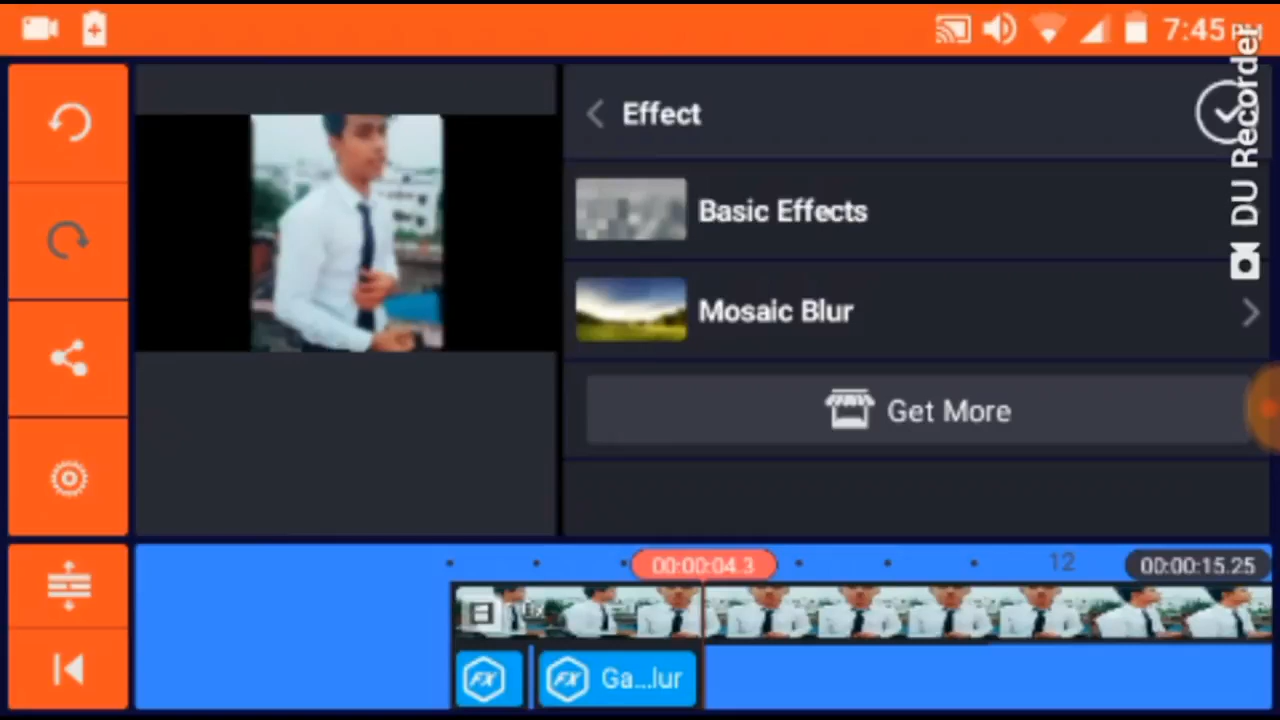 7:45 PM
DU Recorder
Effect
Basic Effects
Mosaic Blur
Get More
00:00:04.3
12
00:00:15.25
FX
FX Ga...lur